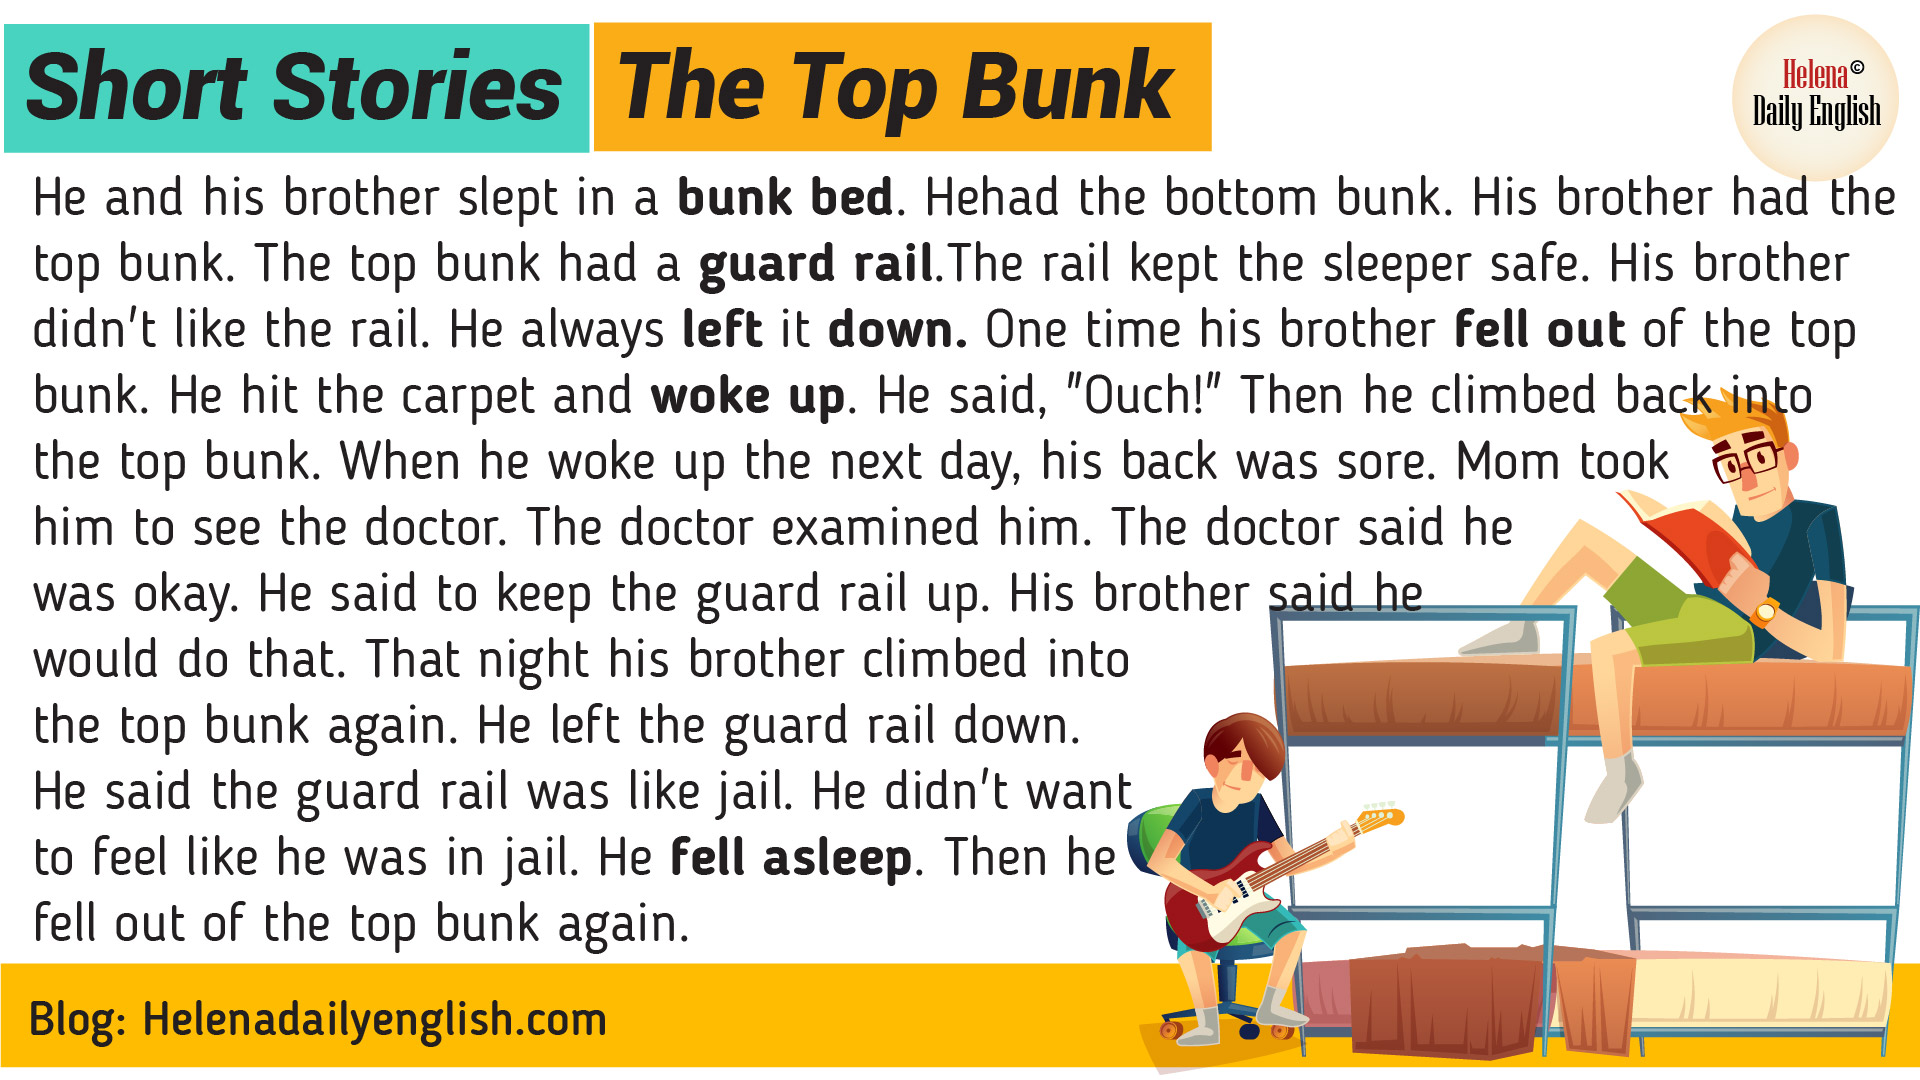 Short Stories The Top Bunk
Helena©
Daily English
He and his brother slept in a bunk bed. Hehad the bottom bunk. His brother had the
top bunk. The top bunk had a guard rail.The rail kept the sleeper safe. His brother
didn't like the rail. He always left it down. One time his brother fell out of the top
bunk. He hit the carpet and woke up. He said, "Ouch!" Then he climbed back into
the top bunk. When he woke up the next day, his back was sore. Mom took
him to see the doctor. The doctor examined him. The doctor said he
was okay. He said to keep the guard rail up. His brother said he
would do that. That night his brother climbed into
the top bunk again. He left the guard rail down.
He said the guard rail was like jail. He didn't want
to feel like he was in jail. He fell asleep. Then he
fell out of the top bunk again.
Blog: Helenadailyenglish.com